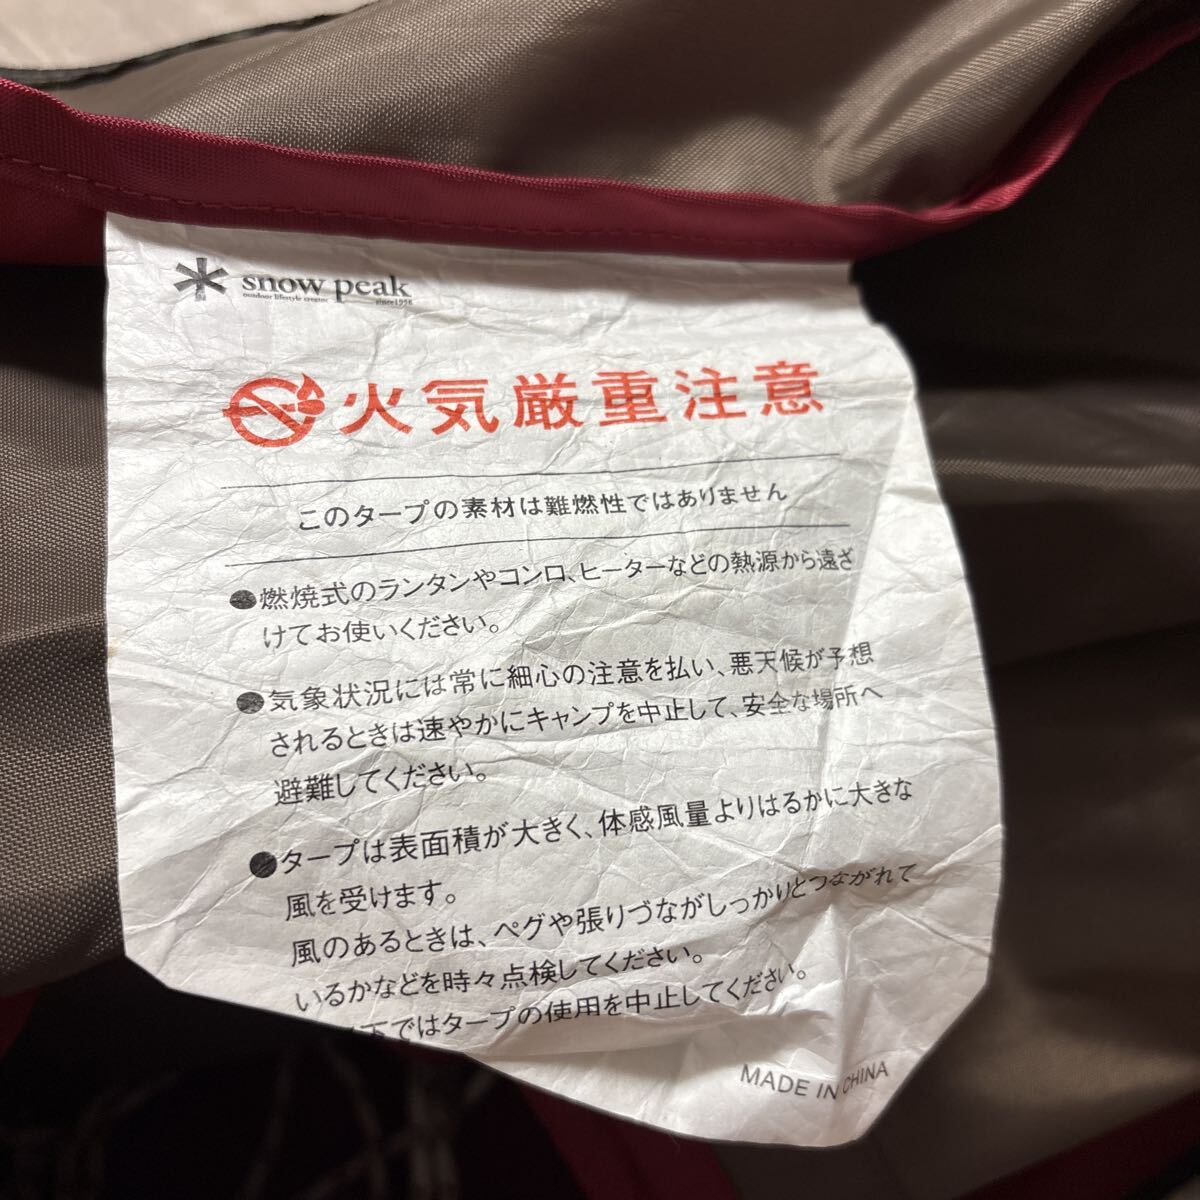 snow peak
outdoor lifestyle creator
since1958
火気厳重注意
このタープの素材は難燃性ではありません
●燃焼式のランタンやコンロ、ヒーターなどの熱源から遠ざ
けてお使いください。
●気象状況には常に細心の注意を払い、悪天候が予想
されるときは速やかにキャンプを中止して、安全な場所へ
避難してください。
●タープは表面積が大きく、体感風量よりはるかに大きな
風を受けます。
風のあるときは、ペグや張りづながしっかりとつながれて
いるかなどを時々点検してください。
下ではタープの使用を中止してください。
MADE IN CHINA